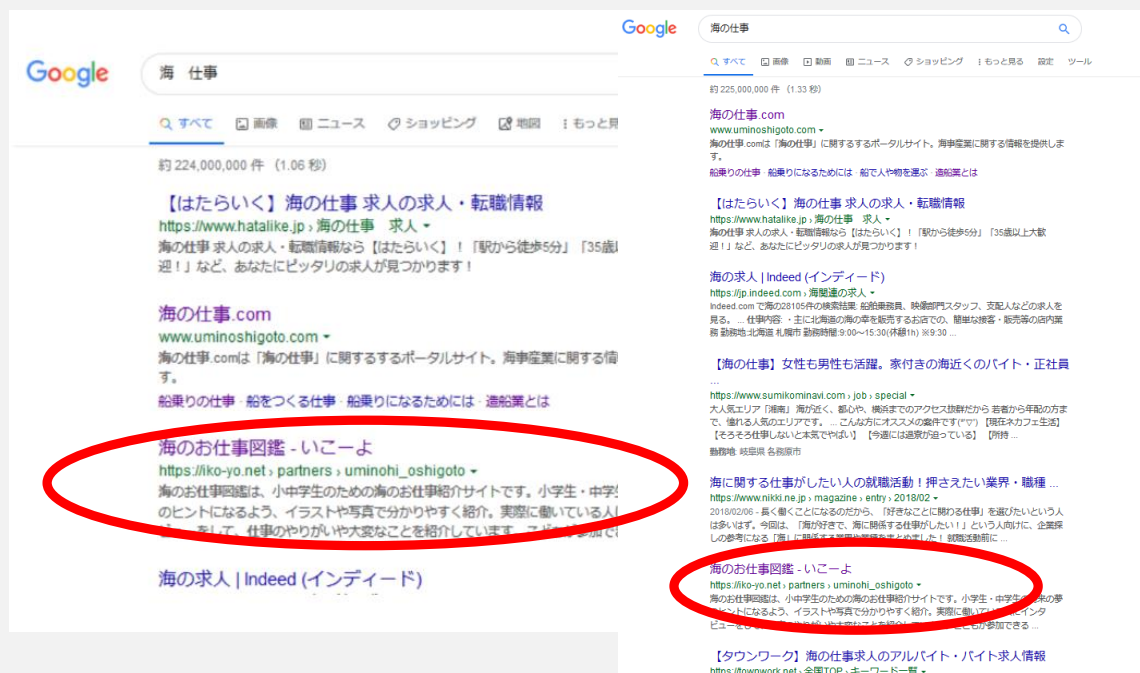 Google
海　仕事
すべて 画像 ニュース ショッピング 地図 もっと見
約 224,000,000 件 （1.06 秒）
【はたらいく】海の仕事 求人の求人・転職情報
https://www.hatalike.jp › 海の仕事　求人
海の仕事 求人の求人・転職情報なら【はたらいく】！「駅から徒歩5分」「35歳以
迎！」など、あなたにピッタリの求人が見つかります！
海の仕事.com
www.uminoshigoto.com
海の仕事.comは「海の仕事」に関するするポータルサイト。海事産業に関する情
す。
船乗りの仕事 · 船をつくる仕事 · 船乗りになるためには · 造船業とは
海のお仕事図鑑 - いこーよ
https://iko-yo.net › partners › uminohi_oshigoto
海のお仕事図鑑は、小中学生のための海のお仕事紹介サイトです。小学生・中学
のヒントになるよう、イラストや写真で分かりやすく紹介。実際に働いている人
ビューをして、仕事のやりがいや大変なことを紹介しています。
海の求人 | Indeed (インディード)
Google
海の仕事
すべて 画像 動画 ニュース ショッピング もっと見る 設定 ツール
約 225,000,000 件 （1.33 秒）
海の仕事.com
www.uminoshigoto.com
海の仕事.comは「海の仕事」に関するするポータルサイト。海事産業に関する情報を提供しま
す。
船乗りの仕事 · 船乗りになるためには · 船で人や物を運ぶ · 造船業とは
【はたらいく】海の仕事 求人の求人・転職情報
https://www.hatalike.jp › 海の仕事　求人
海の仕事 求人の求人・転職情報なら【はたらいく】！「駅から徒歩5分」「35歳以上大歓
迎！」など、あなたにピッタリの求人が見つかります！
海の求人 | Indeed (インディード)
https://jp.indeed.com › 海関連の求人
Indeed.com で海の28105件の検索結果: 船舶乗務員、映像部門スタッフ、支配人などの求人を
見る。 ... 仕事内容: ・主に北海道の海の幸を販売するお店での、簡単な接客・販売等の店内業
務 勤務地:北海道 札幌市 勤務時間:9:00～15:30(休憩1h) ※9:30 ...
【海の仕事】女性も男性も活躍。家付きの海近くのバイト・正社員
...
https://www.sumikominavi.com › job › special
大人気エリア「湘南」 海が近く、都心や、横浜までのアクセス抜群だから 若者から年配の方ま
で、憧れる人気のエリアです。 ... こんな方にオススメの案件です(*'▽') 【現在ネカフェ生活】
【そろそろ仕事しないと本気でやばい】 【今週には退寮が迫っている】 【所持 ...
勤務地: 岐阜県 各務原市
海に関する仕事がしたい人の就職活動！押さえたい業界・職種 ...
https://www.nikki.ne.jp › magazine › entry › 2018/02
2018/02/06 - 長く働くことになるのだから、「好きなことに関わる仕事」を選びたいという人
は多いはず。今回は、「海が好きで、海に関係する仕事がしたい！」という人向けに、企業探
しの参考になる「海」に関係する業界や業種をまとめました！ 就職活動前に ...
海のお仕事図鑑 - いこーよ
https://iko-yo.net › partners › uminohi_oshigoto
海のお仕事図鑑は、小中学生のための海のお仕事紹介サイトです。小学生・中学生の 来の夢
のヒントになるよう、イラストや写真で分かりやすく紹介。実際に働いてい にインタ
ビューを が参加できる ...
【タウンワーク】海の仕事求人のアルバイト・バイト求人情報
https://townwork.net › 全国TOP › キーワード一覧